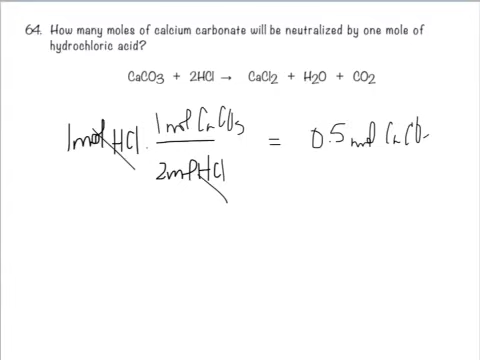 64. How many moles of calcium carbonate will be neutralized by one mole of
hydrochloric acid?
CaCO3 + 2HCl → CaCl2 + H2O + CO2
1mol HCl · 1mol CaCO3 = 0.5 mol CaCO
2mol HCl